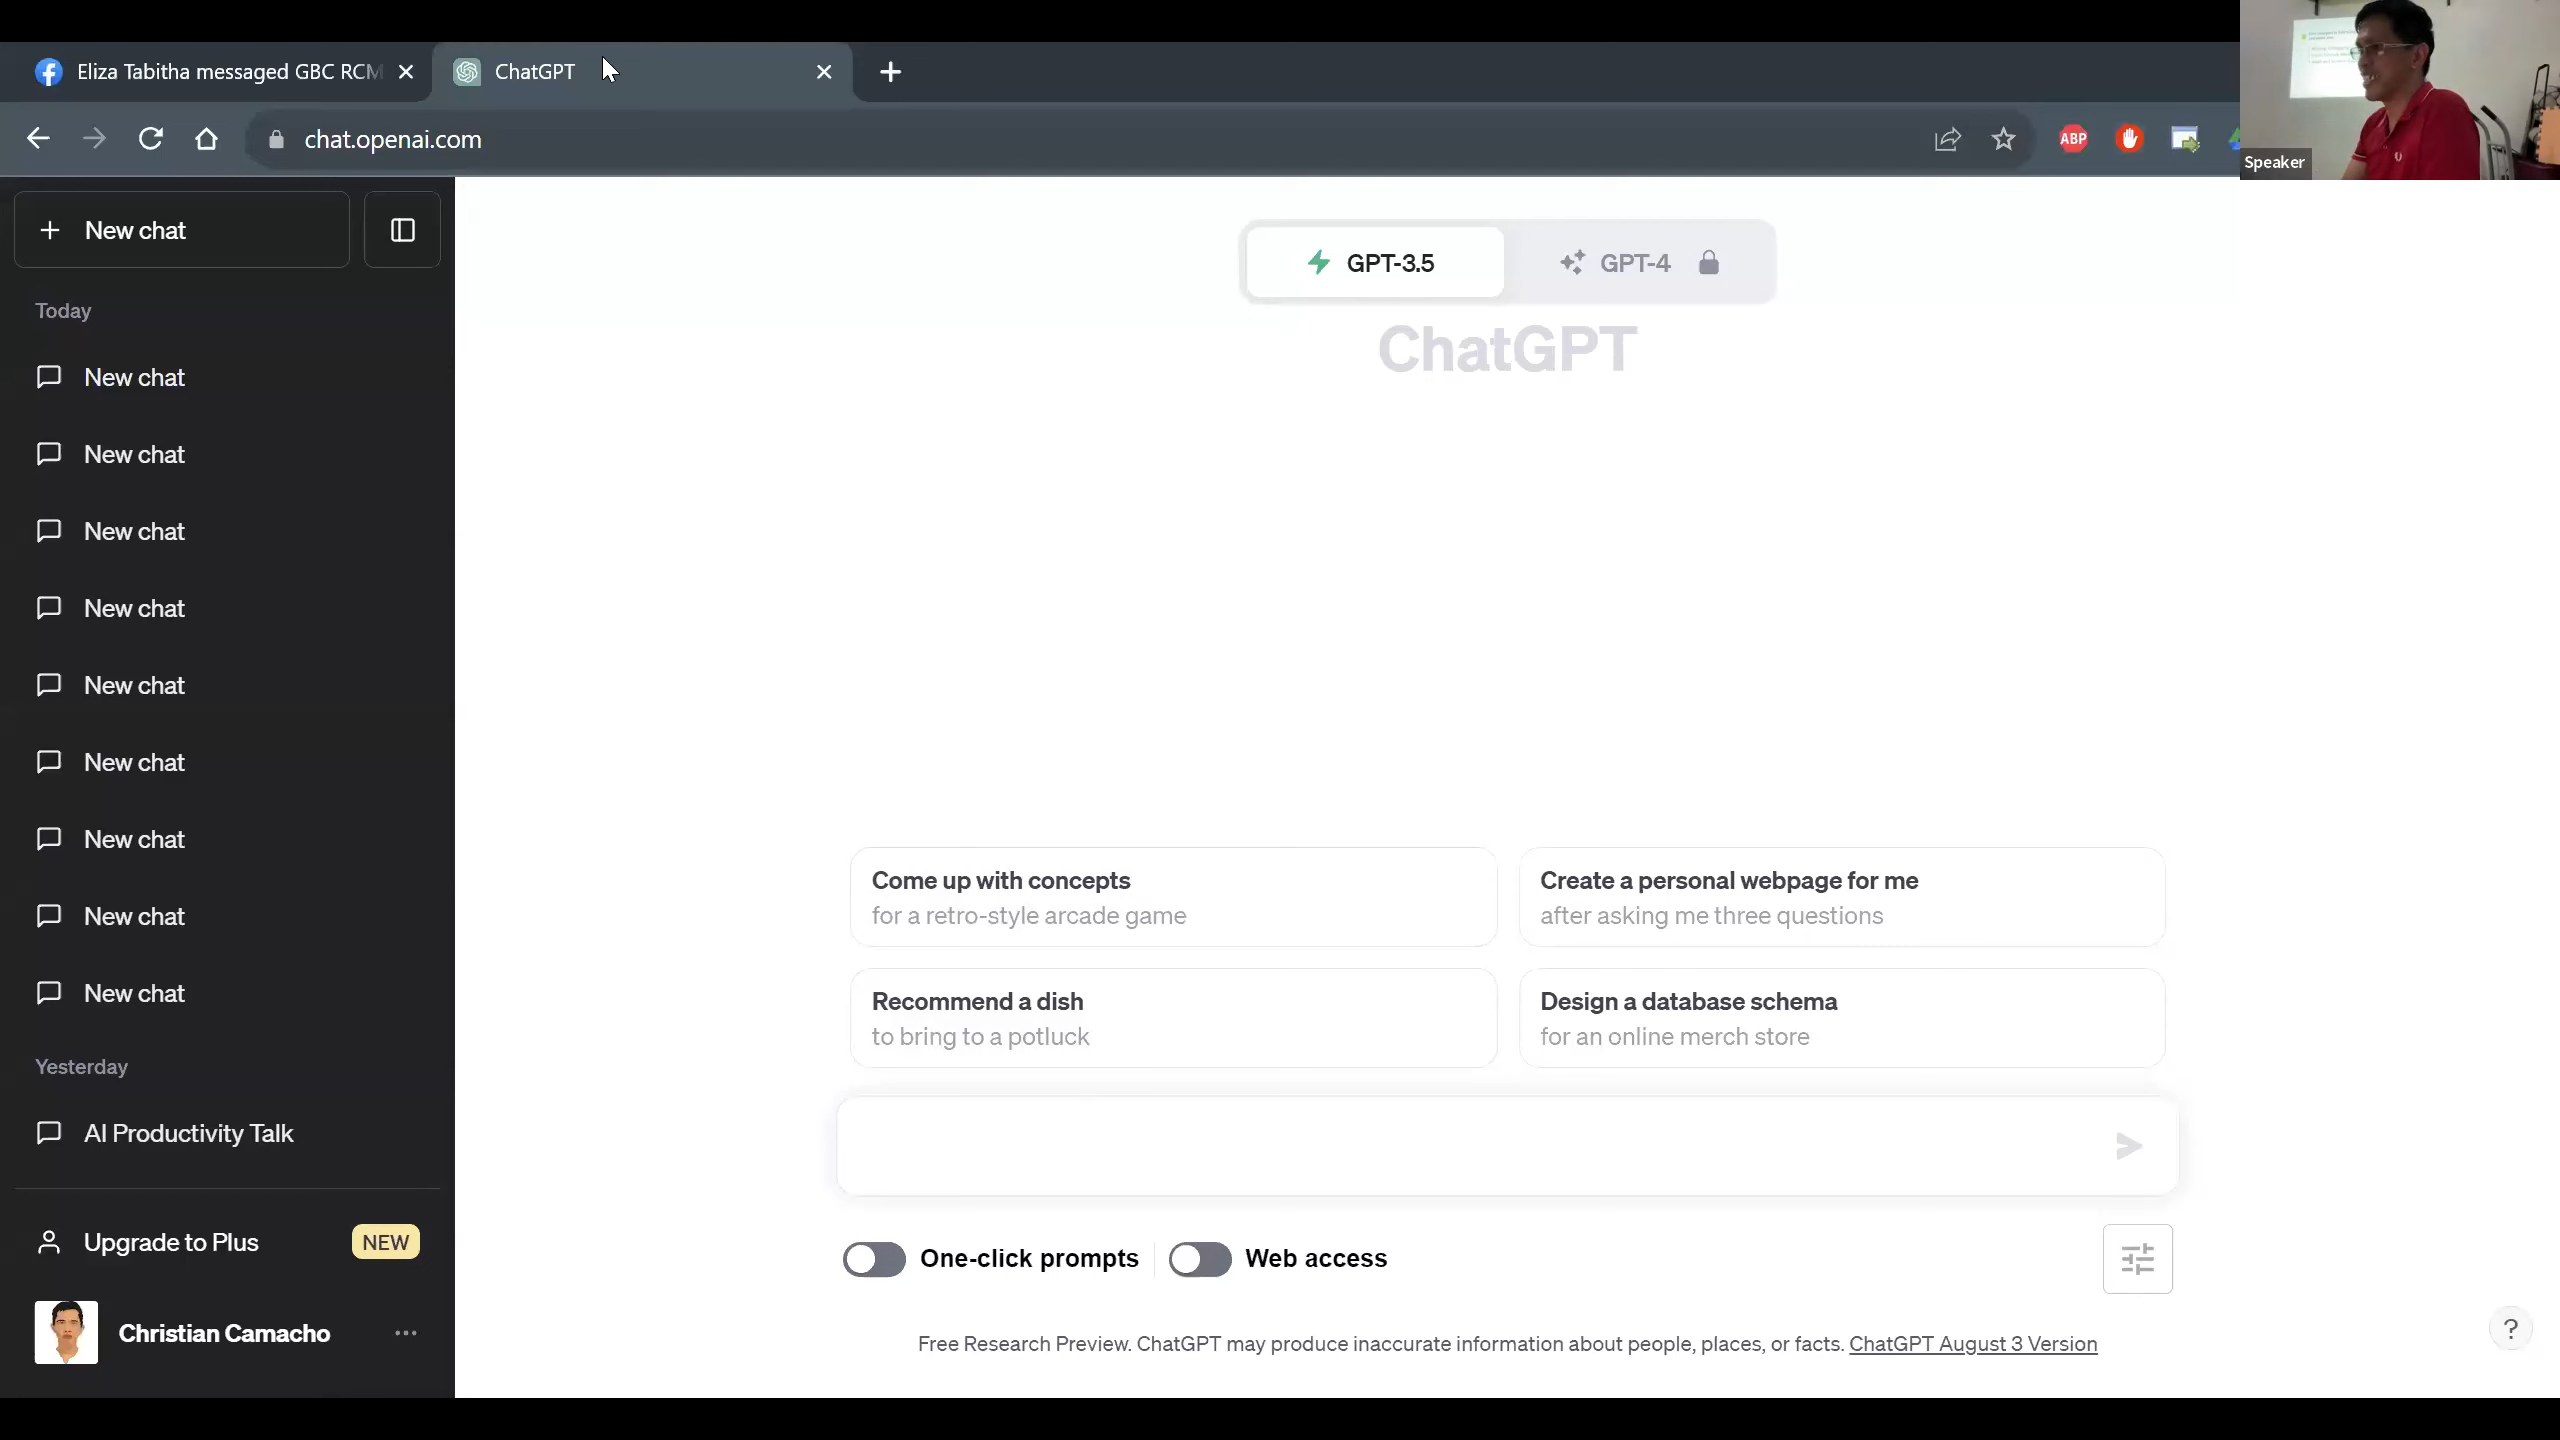 Eliza Tabitha messaged GBC RCM
ChatGPT
chat.openai.com
ABP
Speaker
New chat
Today
New chat
New chat
New chat
New chat
New chat
New chat
New chat
New chat
New chat
Yesterday
AI Productivity Talk
Upgrade to Plus NEW
Christian Camacho
GPT-3.5 GPT-4
ChatGPT
Come up with concepts
for a retro-style arcade game
Create a personal webpage for me
after asking me three questions
Recommend a dish
to bring to a potluck
Design a database schema
for an online merch store
One-click prompts Web access
Free Research Preview. ChatGPT may produce inaccurate information about people, places, or facts. ChatGPT August 3 Version
?